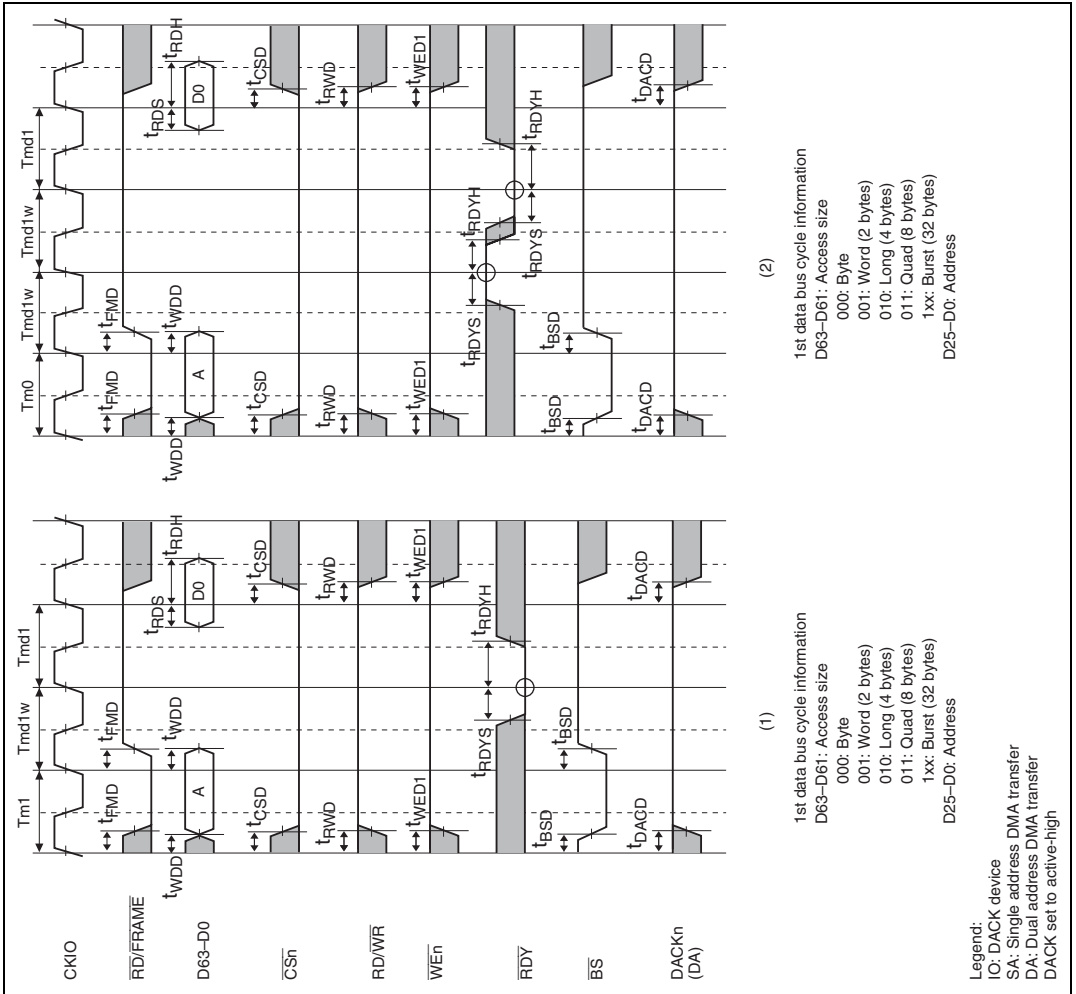 Tm1 Tmd1w Tmd1
CKIO
tFMD tFMD
RD/FRAME
tWDD tWDD tRDS tRDH
D63–D0
A D0
tCSD tCSD
CSn
tRWD tRWD
RD/WR
tWED1 tWED1
WEn
tRDYS tRDYH
RDY
tBSD tBSD
BS
tDACD tDACD
DACKn
(DA)
(1)
1st data bus cycle information
D63–D61: Access size
000: Byte
001: Word (2 bytes)
010: Long (4 bytes)
011: Quad (8 bytes)
1xx: Burst (32 bytes)
D25–D0: Address
Tm0 Tmd1w Tmd1w Tmd1
tFMD tFMD
tWDD tWDD tRDS tRDH
A D0
tCSD tCSD
tRWD tRWD
tWED1 tWED1
tRDYS tRDYH tRDYS tRDYH
tBSD tBSD
tDACD tDACD
(2)
1st data bus cycle information
D63–D61: Access size
000: Byte
001: Word (2 bytes)
010: Long (4 bytes)
011: Quad (8 bytes)
1xx: Burst (32 bytes)
D25–D0: Address
Legend:
IO: DACK device
SA: Single address DMA transfer
DA: Dual address DMA transfer
DACK set to active-high